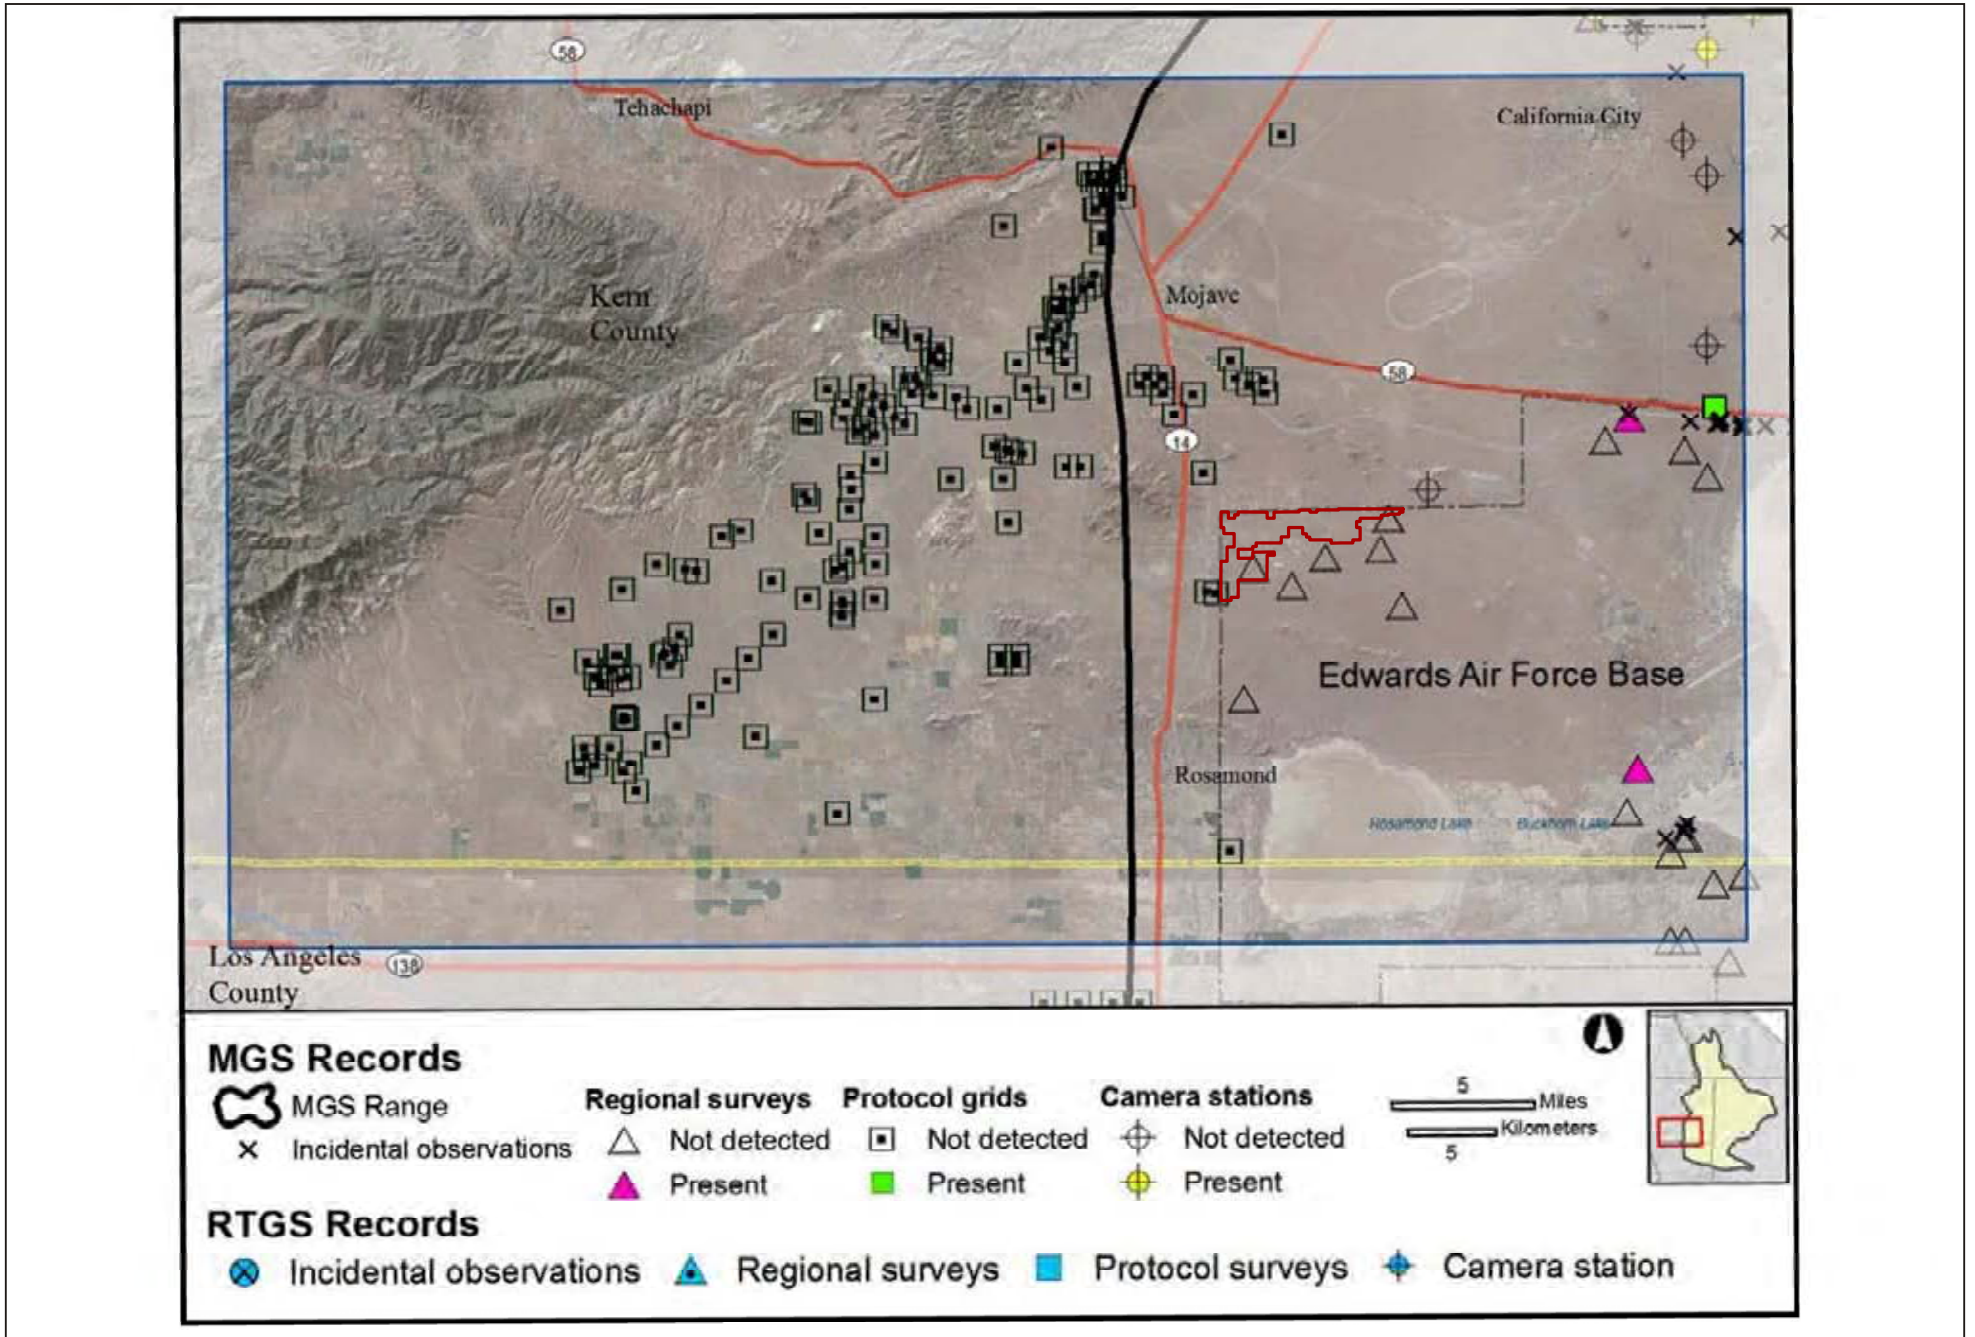 58
Tehachapi
California City
Kern
County
Mojave
58
14
Edwards Air Force Base
Rosamond
Rosamond Lake
Buckhorn Lake
Los Angeles
County
138
MGS Records
MGS Range
Incidental observations
Regional surveys
Not detected
Present
Protocol grids
Not detected
Present
Camera stations
Not detected
Present
5
Miles
Kilometers
5
RTGS Records
Incidental observations
Regional surveys
Protocol surveys
Camera station